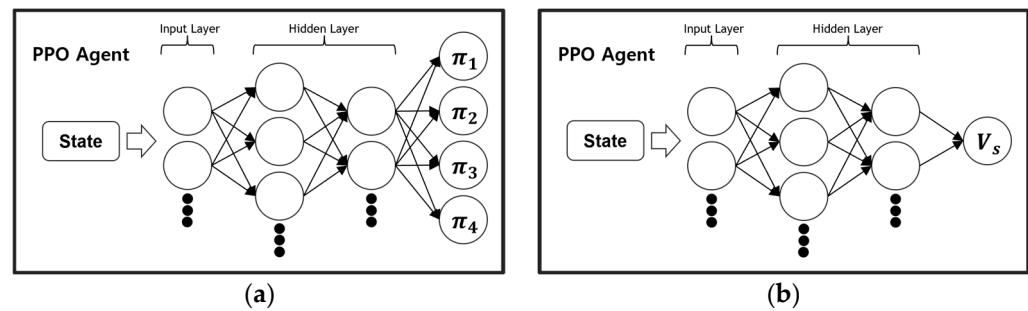 Input Layer
Hidden Layer
PPO Agent
State
π1
π2
π3
π4
(a)
Input Layer
Hidden Layer
PPO Agent
State
Vs
(b)